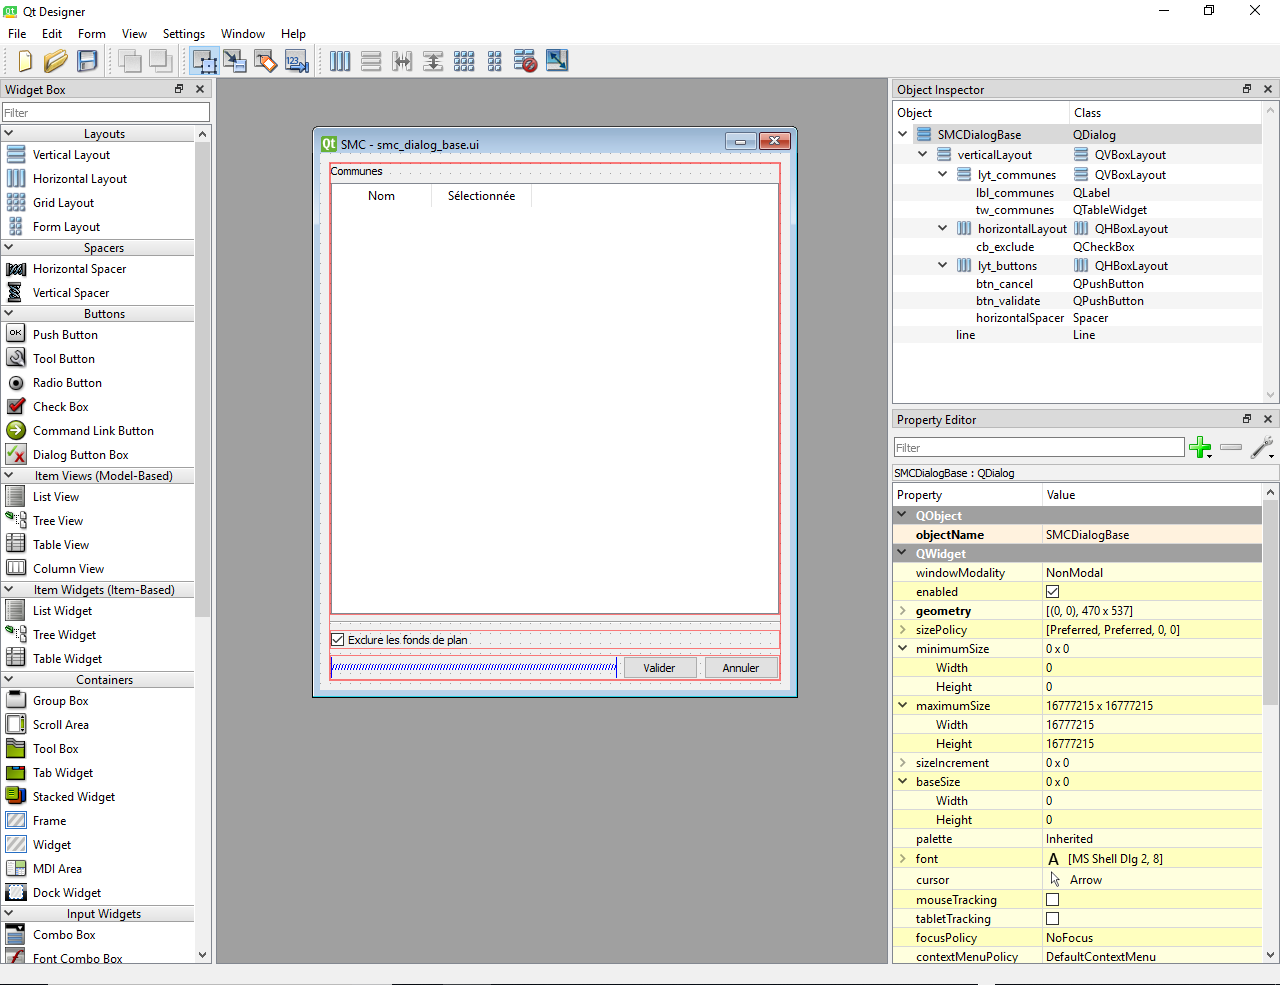 Qt Designer
File Edit Form View Settings Window Help
Widget Box
Filter
Layouts
Vertical Layout
Horizontal Layout
Grid Layout
Form Layout
Spacers
Horizontal Spacer
Vertical Spacer
Buttons
Push Button
Tool Button
Radio Button
Check Box
Command Link Button
Dialog Button Box
Item Views (Model-Based)
List View
Tree View
Table View
Column View
Item Widgets (Item-Based)
List Widget
Tree Widget
Table Widget
Containers
Group Box
Scroll Area
Tool Box
Tab Widget
Stacked Widget
Frame
Widget
MDI Area
Dock Widget
Input Widgets
Combo Box
Font Combo Box
SMC - smc_dialog_base.ui
Communes
Nom Sélectionnée
Exclure les fonds de plan
Valider Annuler
Object Inspector
Object Class
SMCDialogBase QDialog
verticalLayout QVBoxLayout
lyt_communes QVBoxLayout
lbl_communes QLabel
tw_communes QTableWidget
horizontalLayout QHBoxLayout
cb_exclude QCheckBox
lyt_buttons QHBoxLayout
btn_cancel QPushButton
btn_validate QPushButton
horizontalSpacer Spacer
line Line
Property Editor
Filter
SMCDialogBase : QDialog
Property Value
QObject
objectName SMCDialogBase
QWidget
windowModality NonModal
enabled
geometry [(0, 0), 470 x 537]
sizePolicy [Preferred, Preferred, 0, 0]
minimumSize 0 x 0
Width 0
Height 0
maximumSize 16777215 x 16777215
Width 16777215
Height 16777215
sizeIncrement 0 x 0
baseSize 0 x 0
Width 0
Height 0
palette Inherited
font A [MS Shell Dlg 2, 8]
cursor Arrow
mouseTracking
tabletTracking
focusPolicy NoFocus
contextMenuPolicy DefaultContextMenu